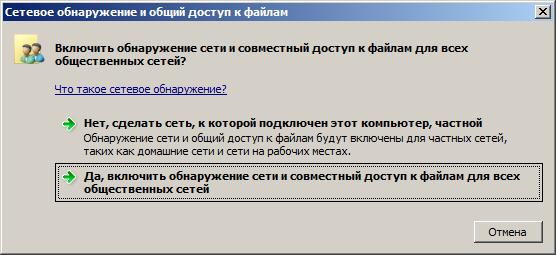 Сетевое обнаружение и общий доступ к файлам
Включить обнаружение сети и совместный доступ к файлам для всех
общественных сетей?
Что такое сетевое обнаружение?
Нет, сделать сеть, к которой подключен этот компьютер, частной
Обнаружение сети и общий доступ к файлам будут включены для частных сетей,
таких как домашние сети и сети на рабочих местах.
Да, включить обнаружение сети и совместный доступ к файлам для всех
общественных сетей
Отмена